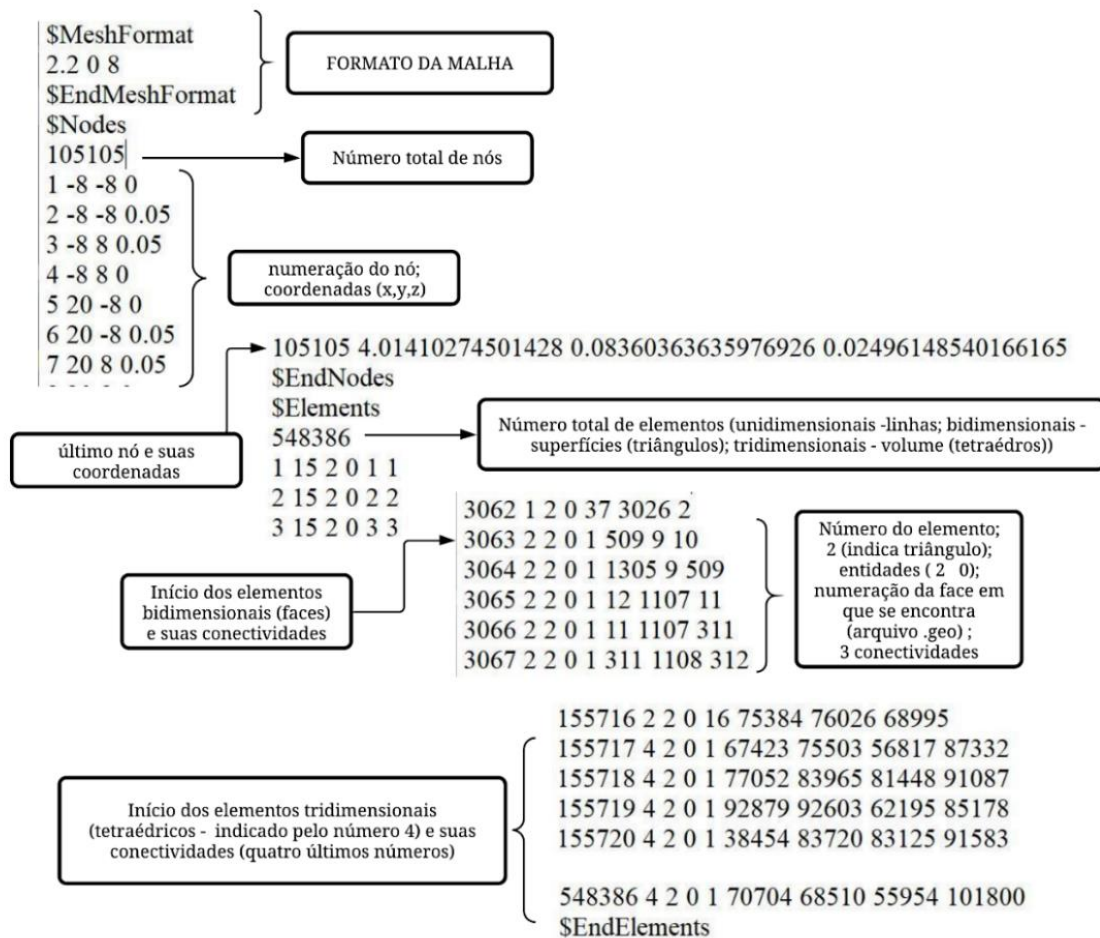 $MeshFormat
2.2 0 8
$EndMeshFormat
FORMATO DA MALHA
$Nodes
105105
Número total de nós
1 -8 -8 0
2 -8 -8 0.05
3 -8 8 0.05
4 -8 8 0
5 20 -8 0
6 20 -8 0.05
7 20 8 0.05
numeração do nó;
coordenadas (x,y,z)
105105 4.01410274501428 0.08360363635976926 0.02496148540166165
$EndNodes
$Elements
548386
1 15 2 0 1 1
2 15 2 0 2 2
3 15 2 0 3 3
último nó e suas
coordenadas
Número total de elementos (unidimensionais -linhas; bidimensionais -
superfícies (triângulos); tridimensionais - volume (tetraédros))
3062 1 2 0 37 3026 2
3063 2 2 0 1 509 9 10
3064 2 2 0 1 1305 9 509
3065 2 2 0 1 12 1107 11
3066 2 2 0 1 11 1107 311
3067 2 2 0 1 311 1108 312
Início dos elementos
bidimensionais (faces)
e suas conectividades
Número do elemento;
2 (indica triângulo);
entidades ( 2 0);
numeração da face em
que se encontra
(arquivo .geo) ;
3 conectividades
155716 2 2 0 16 75384 76026 68995
155717 4 2 0 1 67423 75503 56817 87332
155718 4 2 0 1 77052 83965 81448 91087
155719 4 2 0 1 92879 92603 62195 85178
155720 4 2 0 1 38454 83720 83125 91583
548386 4 2 0 1 70704 68510 55954 101800
$EndElements
Início dos elementos tridimensionais
(tetraédricos - indicado pelo número 4) e suas
conectividades (quatro últimos números)